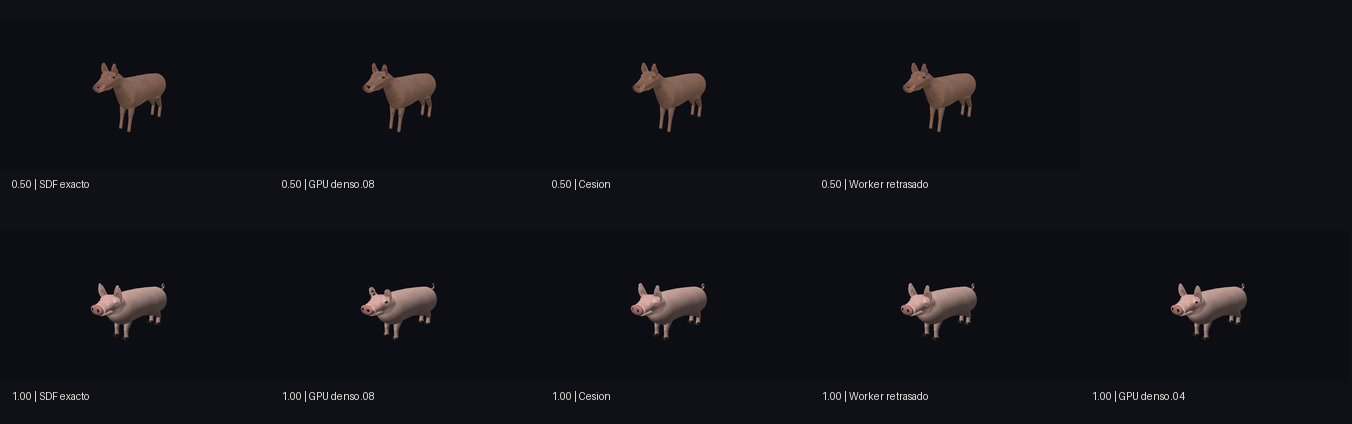 0.50 | SDF exacto
0.50 | GPU denso.08
0.50 | Cesion
0.50 | Worker retrasado
1.00 | SDF exacto
1.00 | GPU denso.08
1.00 | Cesion
1.00 | Worker retrasado
1.00 | GPU denso.04